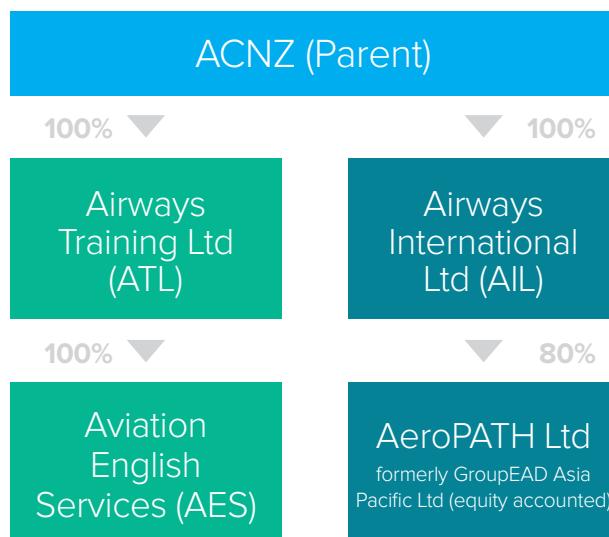 ACNZ (Parent)
100%
100%
Airways
Training Ltd
(ATL)
Airways
International
Ltd (AIL)
100%
80%
Aviation
English
Services (AES)
AeroPATH Ltd
formerly GroupEAD Asia
Pacific Ltd (equity accounted)